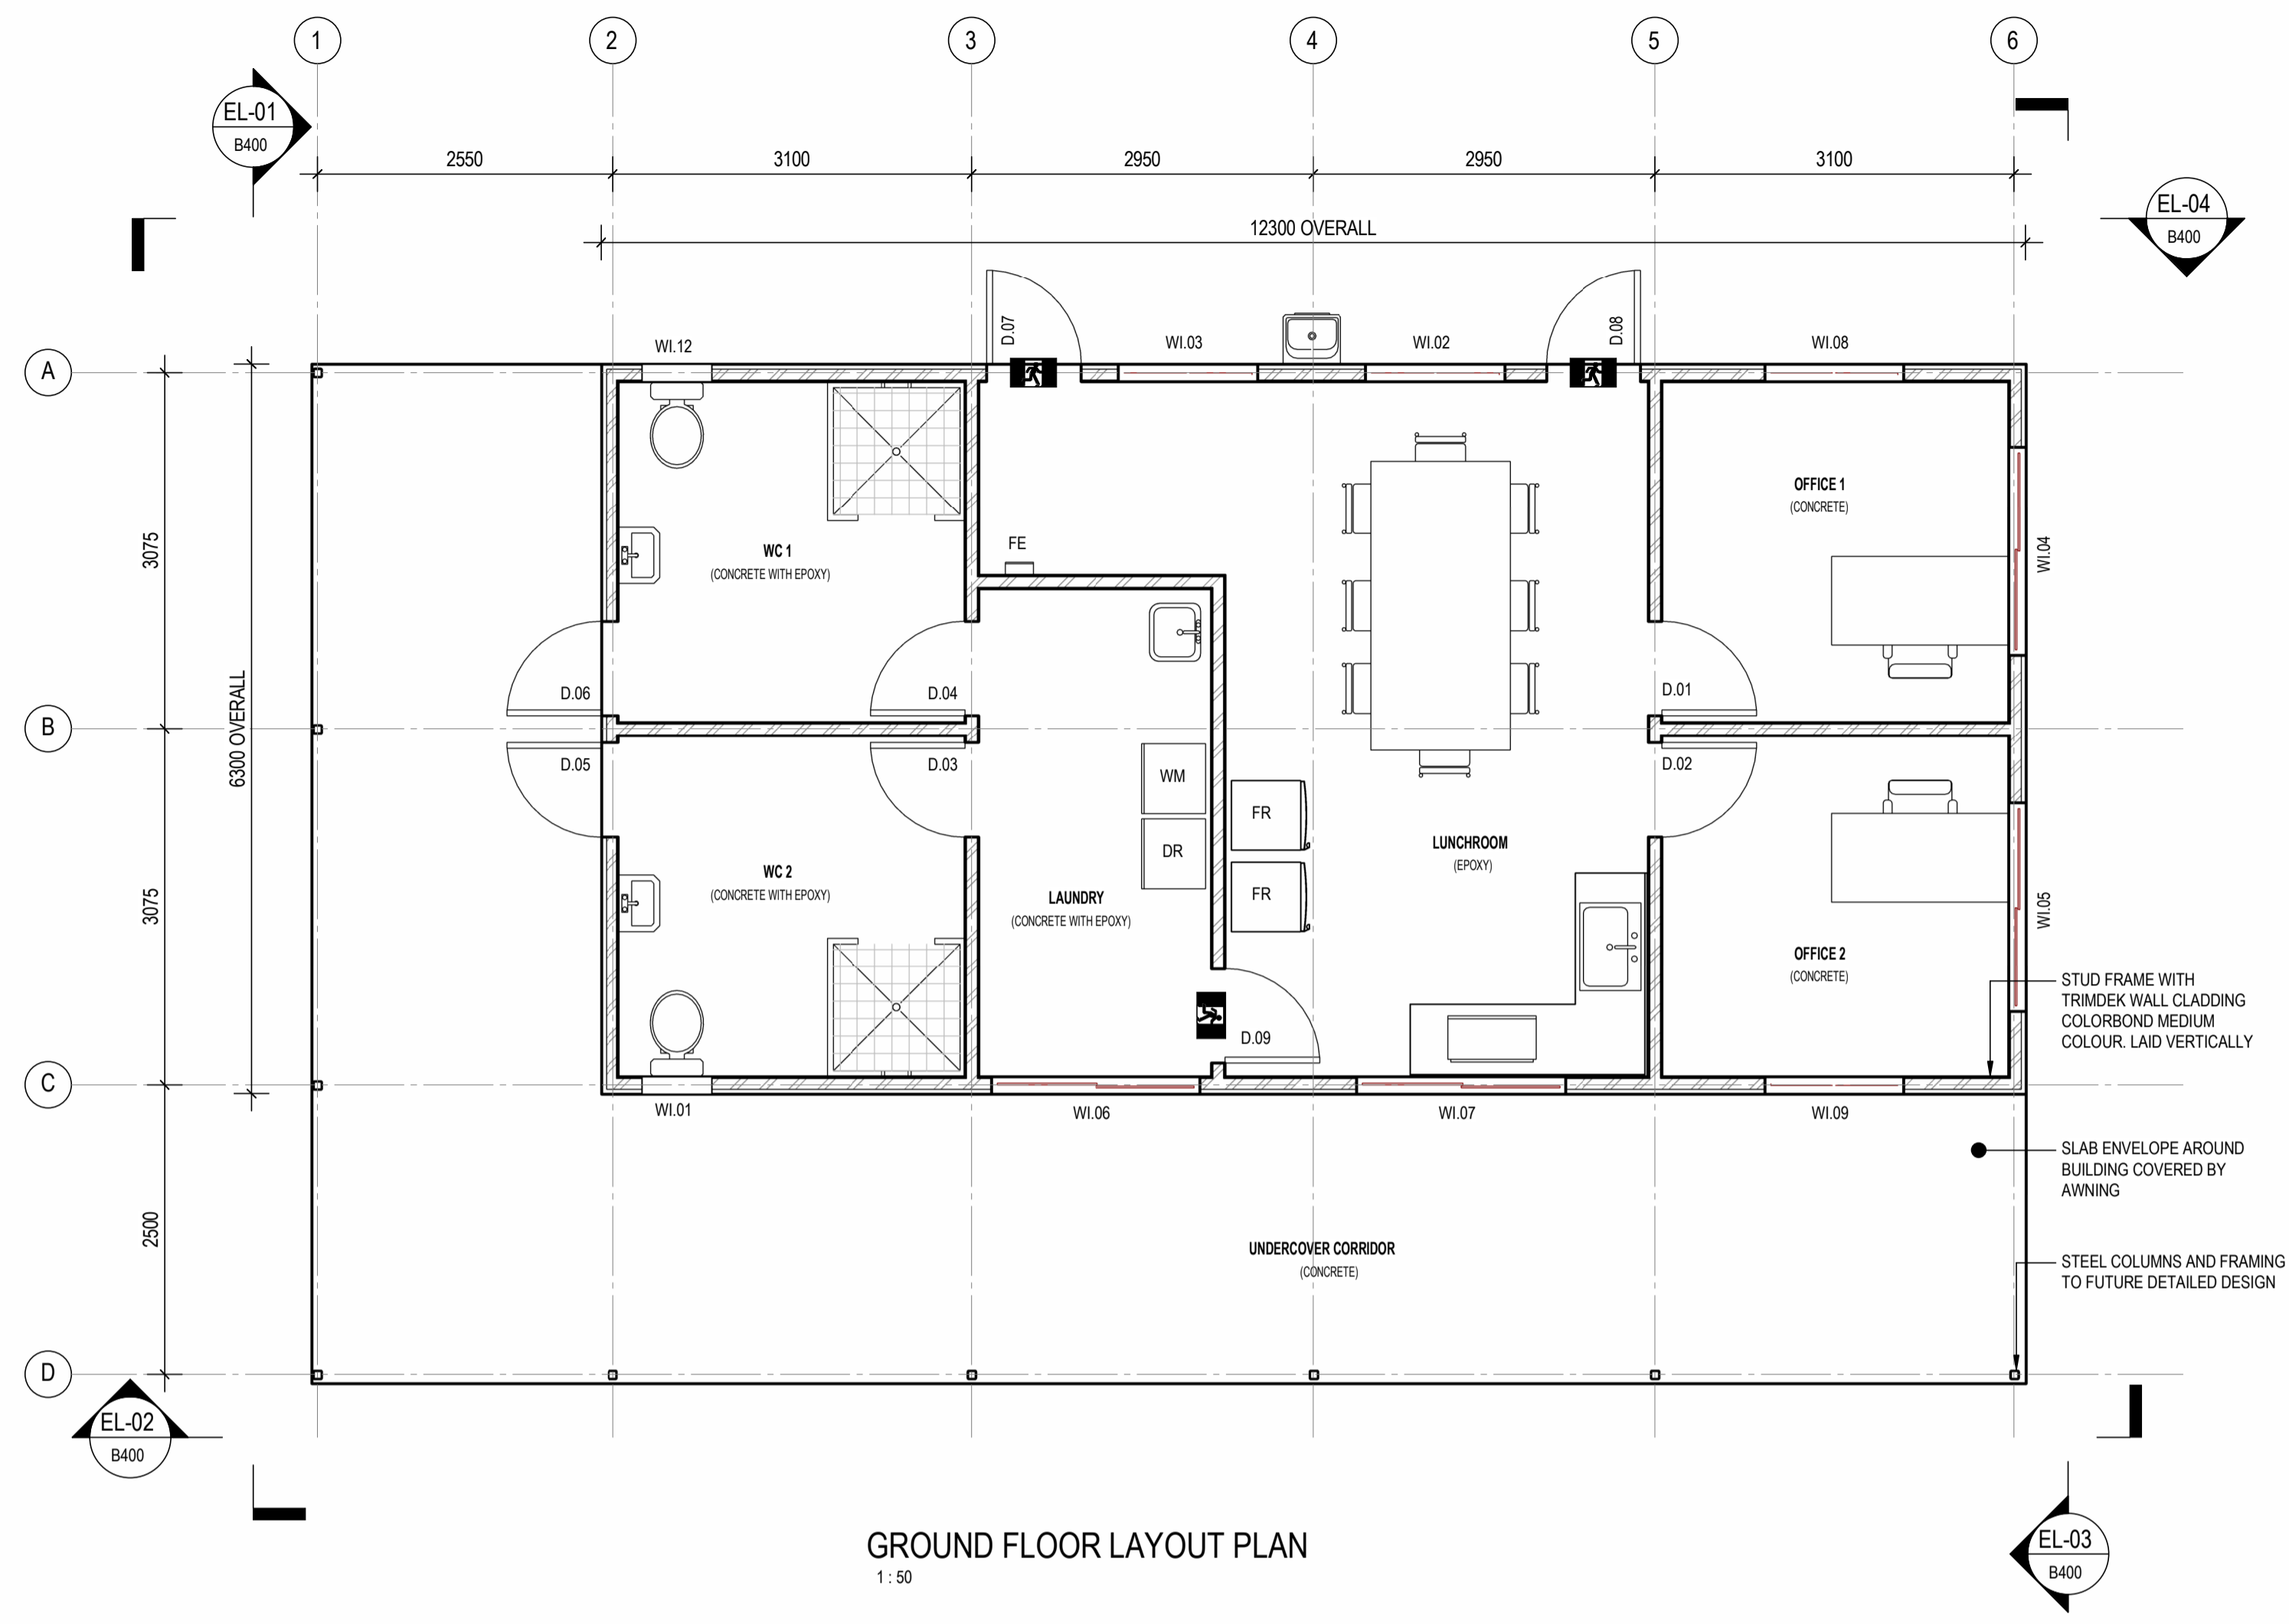 1
2
3
4
5
6
EL-01
B400
2550
3100
2950
2950
3100
EL-04
B400
12300 OVERALL
D.07
D.08
WI.12
WI.03
WI.02
WI.08
A
OFFICE 1
(CONCRETE)
3075
FE
WC 1
(CONCRETE WITH EPOXY)
WI.04
D.06
D.04
D.01
B
6300 OVERALL
D.05
D.03
D.02
WM
FR
DR
LUNCHROOM
(EPOXY)
WC 2
(CONCRETE WITH EPOXY)
FR
LAUNDRY
(CONCRETE WITH EPOXY)
3075
WI.05
OFFICE 2
(CONCRETE)
STUD FRAME WITH
TRIMDEK WALL CLADDING
COLORBOND MEDIUM
COLOUR. LAID VERTICALLY
D.09
C
WI.01
WI.06
WI.07
WI.09
SLAB ENVELOPE AROUND
BUILDING COVERED BY
AWNING
2500
UNDERCOVER CORRIDOR
(CONCRETE)
STEEL COLUMNS AND FRAMING
TO FUTURE DETAILED DESIGN
D
EL-02
B400
GROUND FLOOR LAYOUT PLAN
1 : 50
EL-03
B400